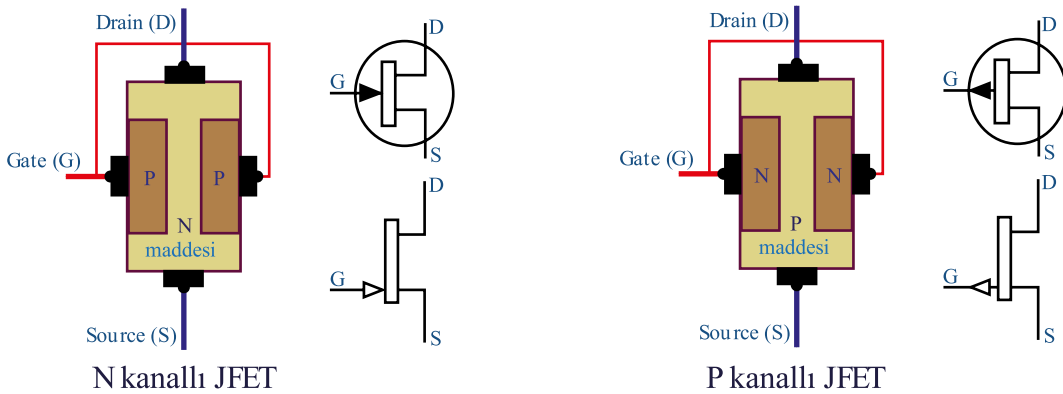 Drain (D)
D
G
S
Gate (G)
P
P
N
maddesi
D
G
S
Source (S)
N kanallı JFET
Drain (D)
D
G
S
Gate (G)
N
N
P
maddesi
D
G
S
Source (S)
P kanallı JFET